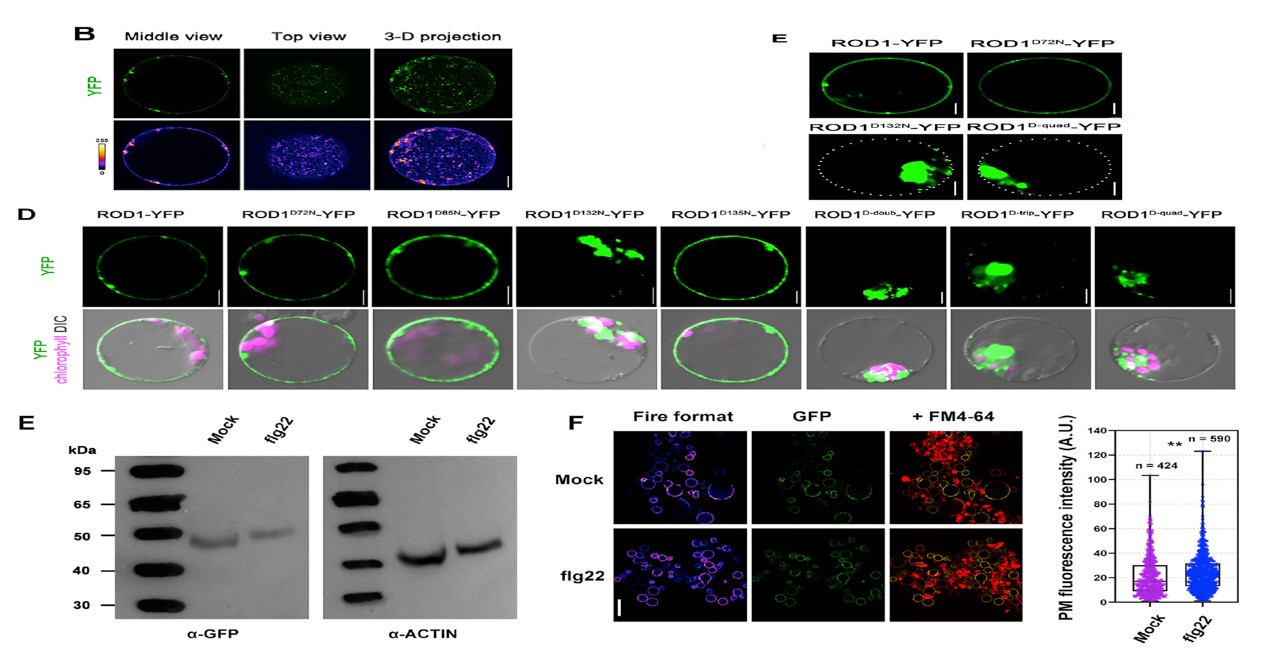 B
Middle view Top view 3-D projection
YFP
255
0
E
ROD1-YFP ROD1D72N-YFP
ROD1D132N-YFP ROD1D-quad-YFP
D
ROD1-YFP ROD1D72N-YFP ROD1D85N-YFP ROD1D132N-YFP ROD1D135N-YFP ROD1D-doub-YFP ROD1D-trip-YFP ROD1D-quad-YFP
YFP
YFP
chlorophyll DIC
E
Mock flg22 Mock flg22
kDa
95
65
50
40
30
α-GFP α-ACTIN
F
Fire format GFP + FM4-64
Mock
flg22
PM fluorescence intensity (A.U.)
140
120
100
80
60
40
20
0
** n = 590
n = 424
Mock flg22